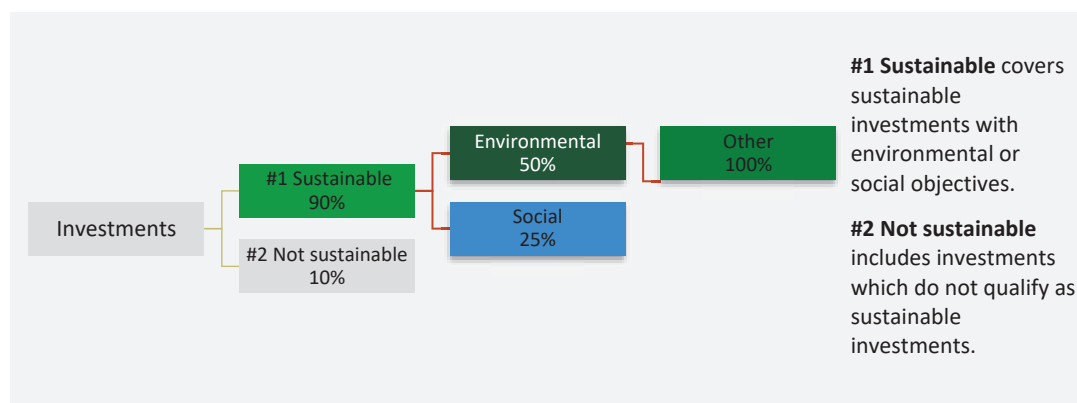 Investments
#1 Sustainable
90%
#2 Not sustainable
10%
Environmental
50%
Social
25%
Other
100%
#1 Sustainable covers
sustainable
investments with
environmental or
social objectives.
#2 Not sustainable
includes investments
which do not qualify as
sustainable
investments.